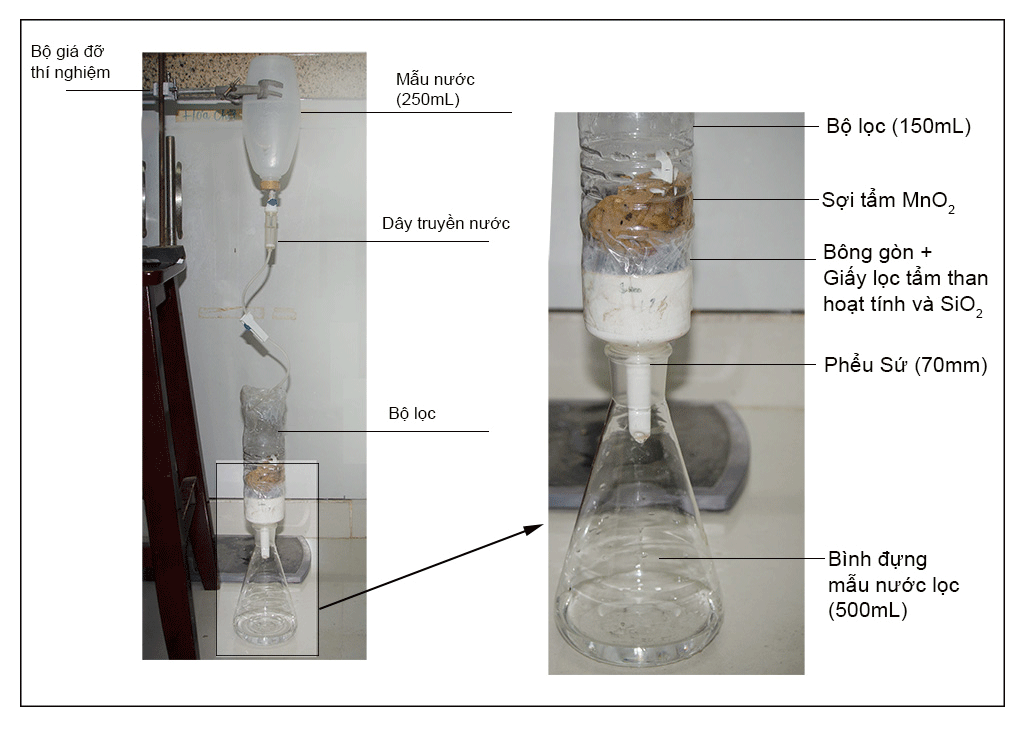 Bộ giá đỡ
thí nghiệm
Mẫu nước
(250mL)
Dây truyền nước
Bộ lọc
Bộ lọc (150mL)
Sợi tẩm MnO2
Bông gòn +
Giấy lọc tẩm than
hoạt tính và SiO2
Phểu Sứ (70mm)
Bình đựng
mẫu nước lọc
(500mL)